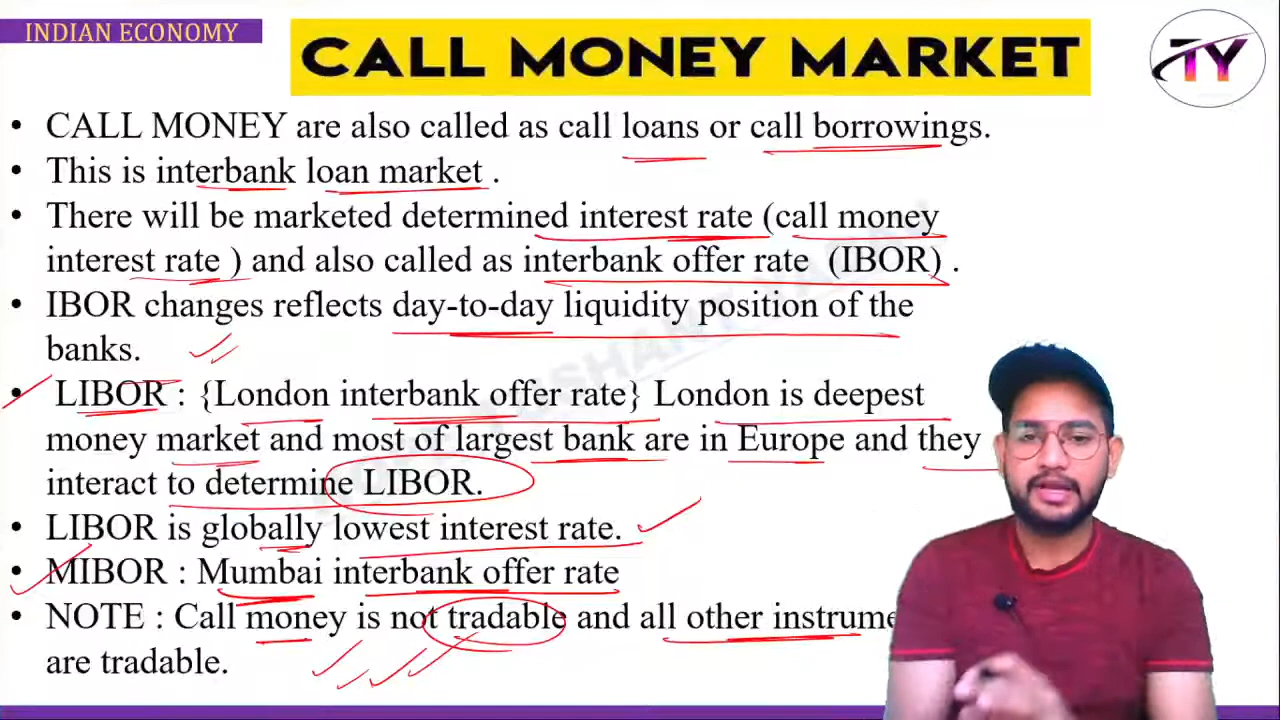 INDIAN ECONOMY
CALL MONEY MARKET
TY
• CALL MONEY are also called as call loans or call borrowings.
• This is interbank loan market .
• There will be marketed determined interest rate (call money
interest rate ) and also called as interbank offer rate (IBOR) .
• IBOR changes reflects day-to-day liquidity position of the
banks.
• LIBOR : {London interbank offer rate} London is deepest
money market and most of largest bank are in Europe and they
interact to determine LIBOR.
• LIBOR is globally lowest interest rate.
• MIBOR : Mumbai interbank offer rate
• NOTE : Call money is not tradable and all other instrume
are tradable.